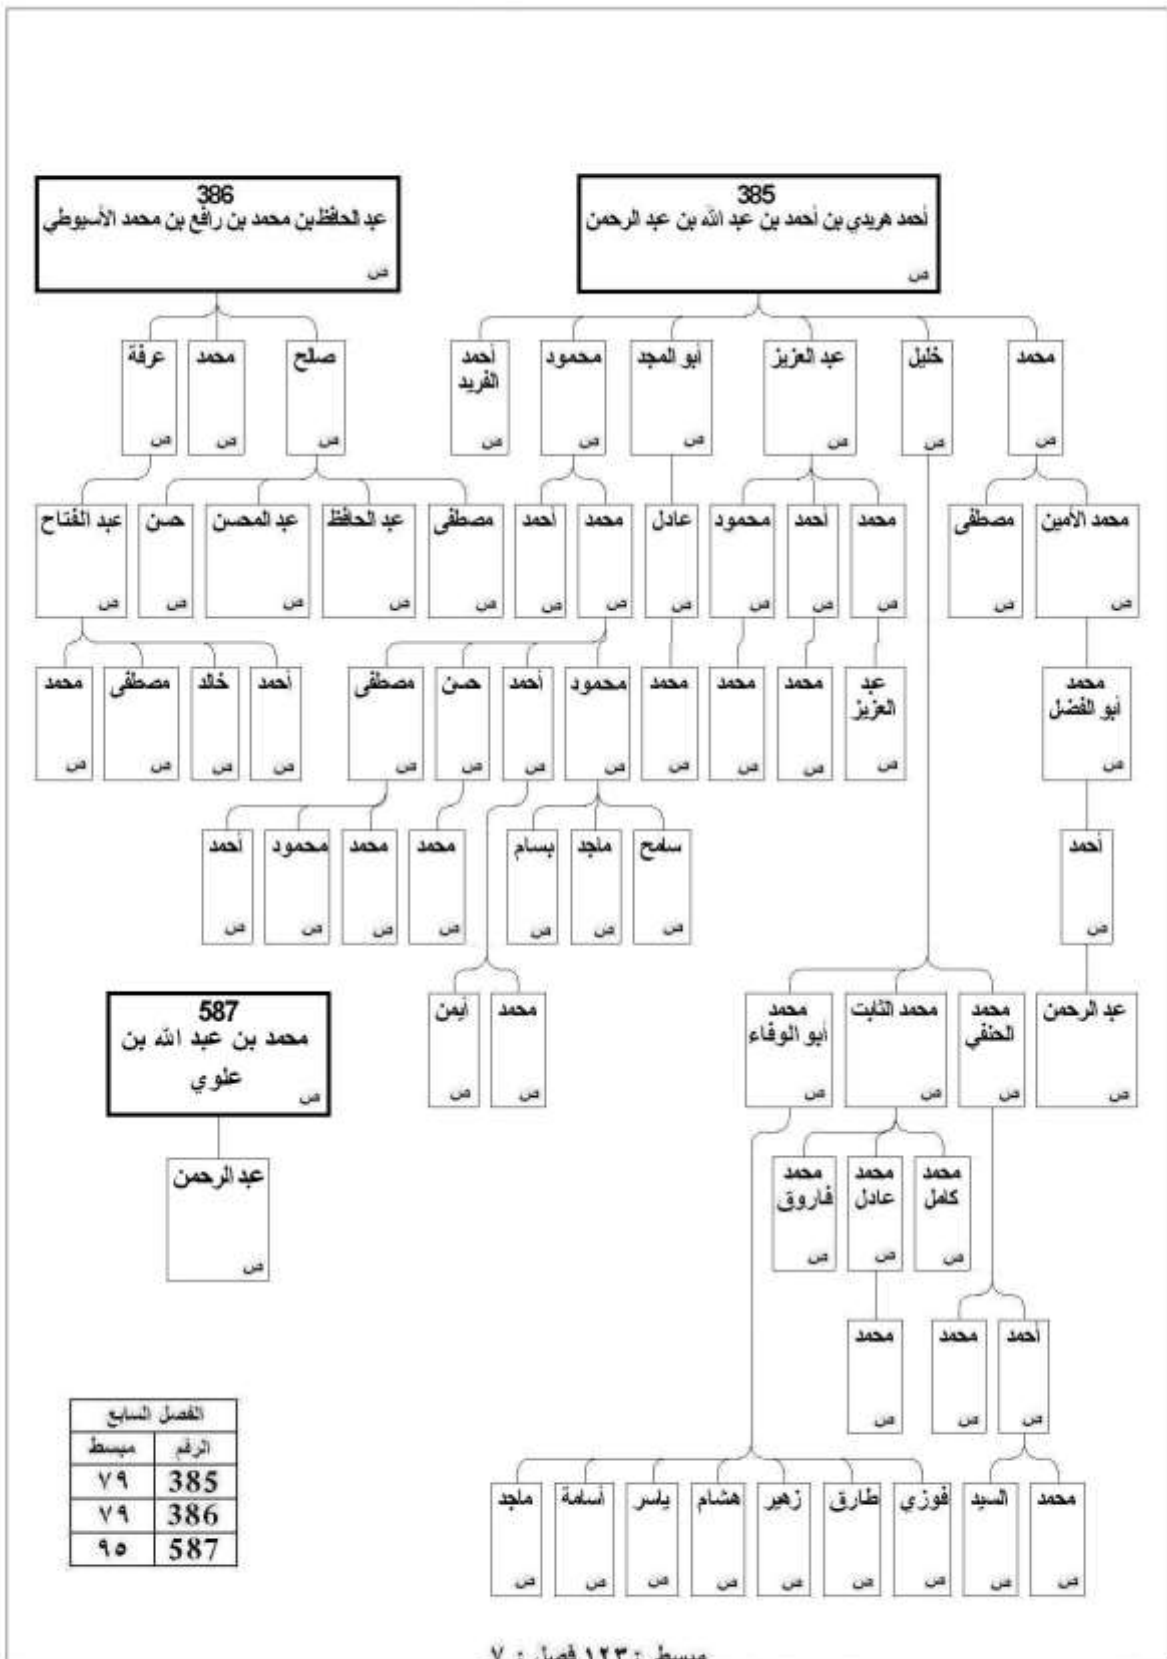 385
أحمد هريدي بن أحمد بن عبد الله بن عبد الرحمن
ص
386
عبد الحافظ بن محمد بن رافع بن محمد الأسيوطي
ص
محمد
ص
خليل
ص
عبد العزيز
ص
أبو المجد
ص
محمود
ص
أحمد
الفريد
ص
صالح
ص
محمد
ص
عرفة
ص
محمد الأمين
ص
مصطفى
ص
محمد
ص
أحمد
ص
محمود
ص
عادل
ص
محمد
ص
أحمد
ص
مصطفى
ص
عبد الحافظ
ص
عبد المحسن
ص
حسن
ص
عبد الفتاح
ص
محمد
أبو الفضل
ص
عبد
العزيز
ص
محمد
ص
محمد
ص
محمد
ص
محمود
ص
أحمد
ص
حسن
ص
مصطفى
ص
أحمد
ص
خالد
ص
مصطفى
ص
محمد
ص
أحمد
ص
سامح
ص
ماجد
ص
بسام
ص
محمد
ص
محمد
ص
محمود
ص
أحمد
ص
عبد الرحمن
ص
محمد
الحنفي
ص
محمد الثابت
ص
محمد
أبو الوفاء
ص
محمد
ص
أيمن
ص
587
محمد بن عبد الله بن
علوي
ص
محمد
كامل
ص
محمد
عادل
ص
محمد
فاروق
ص
عبد الرحمن
ص
أحمد
ص
محمد
ص
محمد
ص
محمد
ص
السيد
ص
فوزي
ص
طارق
ص
زهير
ص
هشام
ص
ياسر
ص
أسامة
ص
ماجد
ص
الفصل السابع
الرقم مبسط
385 ٧٩
386 ٧٩
587 ٩٥
مبسط : ١٢٣ فصل : ٧